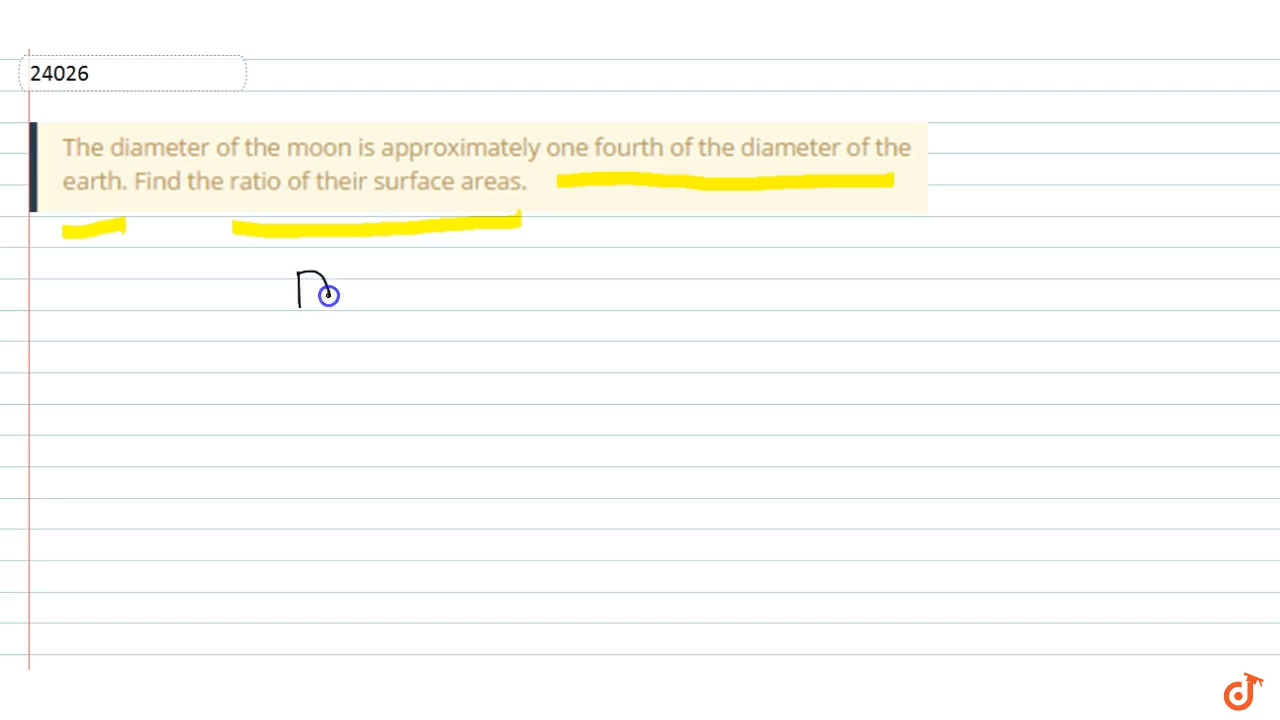 24026
The diameter of the moon is approximately one fourth of the diameter of the
earth. Find the ratio of their surface areas.